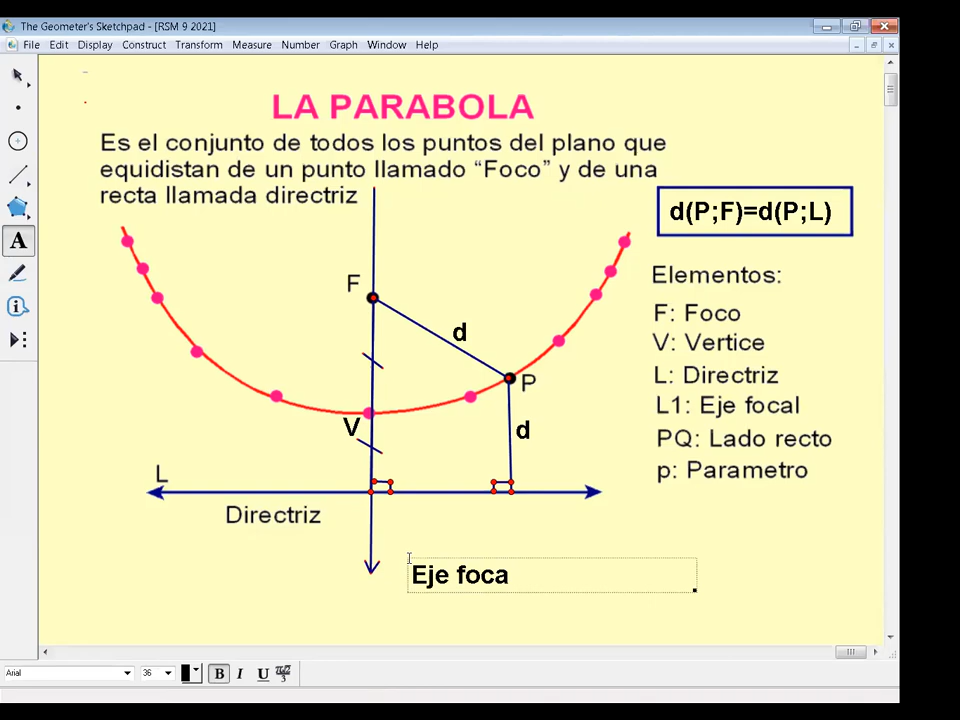 The Geometer's Sketchpad - [RSM 9 2021]
File Edit Display Construct Transform Measure Number Graph Window Help
LA PARABOLA
Es el conjunto de todos los puntos del plano que
equidistan de un punto llamado “Foco” y de una
recta llamada directriz
d(P;F)=d(P;L)
F
Elementos:
F: Foco
d
V: Vertice
L: Directriz
P
L1: Eje focal
V
d
PQ: Lado recto
p: Parametro
L
Directriz
Eje foca
Arial 36 B I U